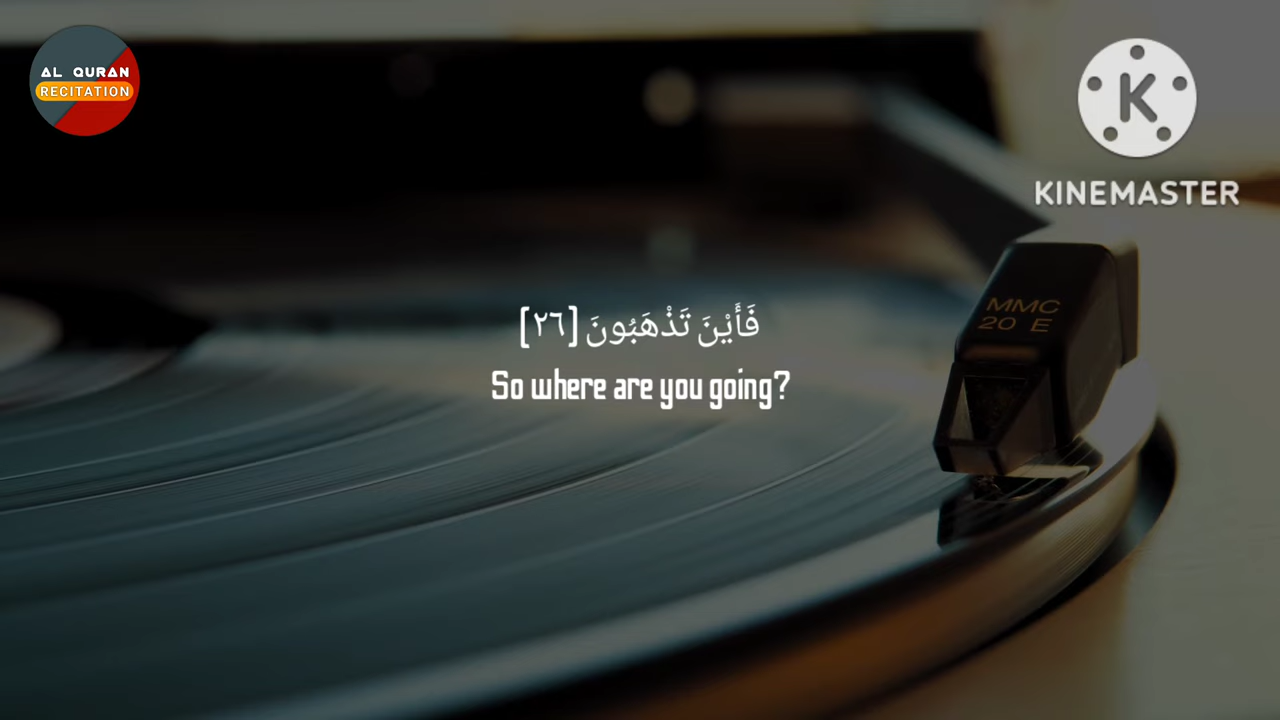 AL QURAN
RECITATION
K
KINEMASTER
MMC
20 E
فَأَيْنَ تَذْهَبُونَ [٢٦]
So where are you going?